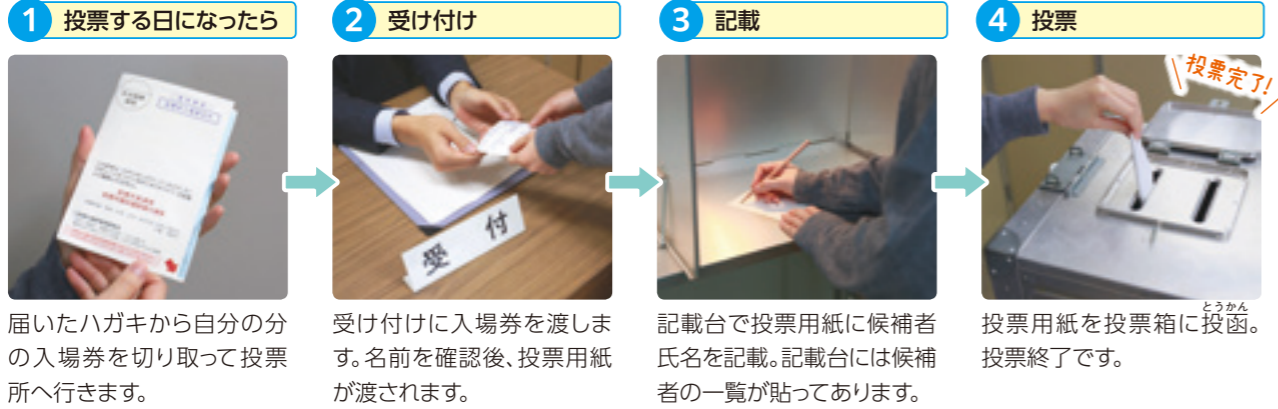 1 投票する日になったら
2 受け付け
3 記載
4 投票
投票完了!
受付
届いたハガキから自分の分
の入場券を切り取って投票
所へ行きます。
受け付けに入場券を渡しま
す。名前を確認後、投票用紙
が渡されます。
記載台で投票用紙に候補者
氏名を記載。記載台には候補
者の一覧が貼ってあります。
とうかん
投票用紙を投票箱に投函。
投票終了です。